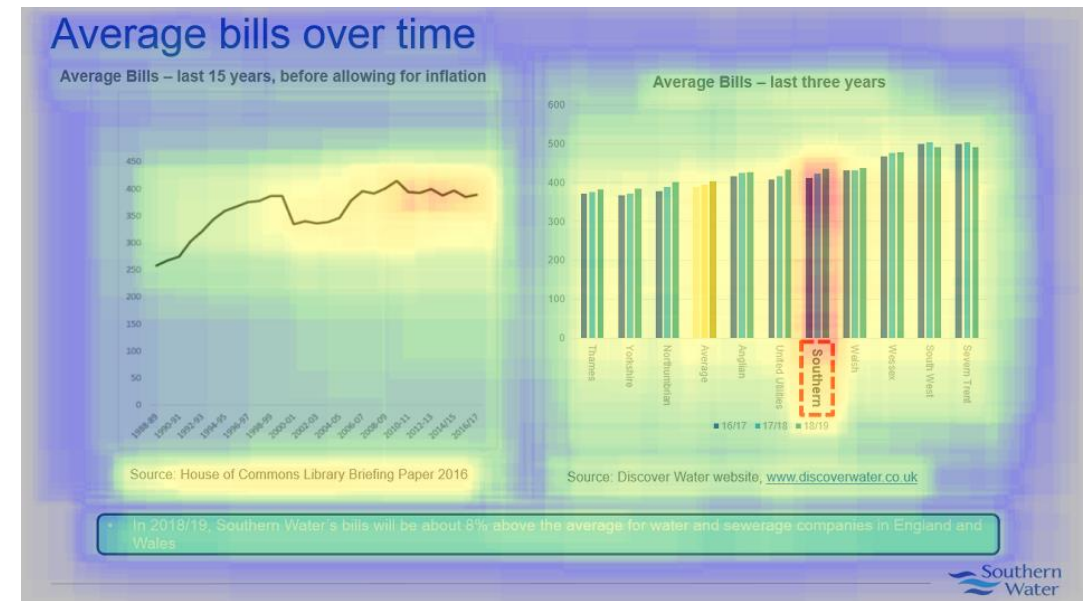 Average bills over time
Average Bills – last 15 years, before allowing for inflation
450
400
350
300
250
200
150
100
50
0
1988-89
1990-91
1992-93
1994-95
1996-97
1998-99
2000-01
2002-03
2004-05
2006-07
2008-09
2010-11
2012-13
2014/15
2016/17
Source: House of Commons Library Briefing Paper 2016
Average Bills – last three years
600
500
400
300
200
100
0
Thames
Yorkshire
Northumbrian
Average
Anglian
United Utilities
Southern
Welsh
Wessex
South West
Severn Trent
16/17 17/18 18/19
Source: Discover Water website, www.discoverwater.co.uk
• In 2018/19, Southern Water's bills will be about 8% above the average for water and sewerage companies in England and
Wales
Southern
Water